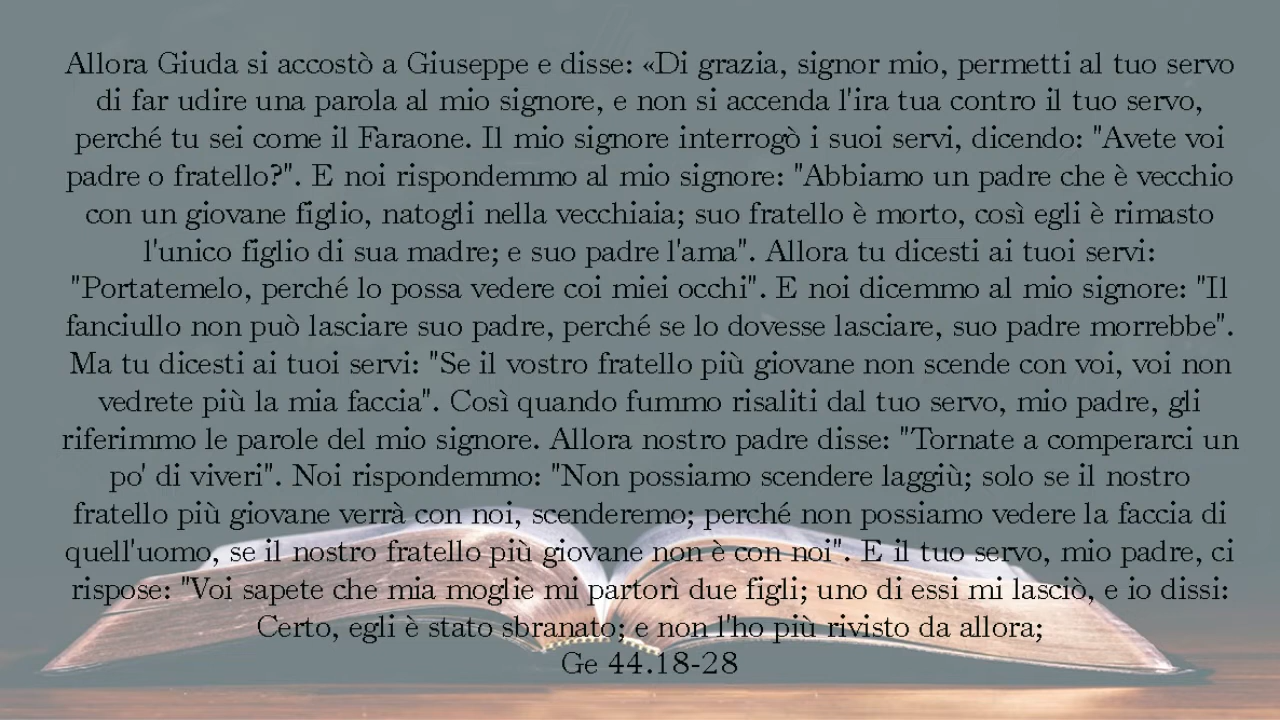 Allora Giuda si accostò a Giuseppe e disse: «Di grazia, signor mio, permetti al tuo servo
di far udire una parola al mio signore, e non si accenda l'ira tua contro il tuo servo,
perché tu sei come il Faraone. Il mio signore interrogò i suoi servi, dicendo: "Avete voi
padre o fratello?". E noi rispondemmo al mio signore: "Abbiamo un padre che è vecchio
con un giovane figlio, natogli nella vecchiaia; suo fratello è morto, così egli è rimasto
l'unico figlio di sua madre; e suo padre l'ama". Allora tu dicesti ai tuoi servi:
"Portatemelo, perché lo possa vedere coi miei occhi". E noi dicemmo al mio signore: "Il
fanciullo non può lasciare suo padre, perché se lo dovesse lasciare, suo padre morrebbe".
Ma tu dicesti ai tuoi servi: "Se il vostro fratello più giovane non scende con voi, voi non
vedrete più la mia faccia". Così quando fummo risaliti dal tuo servo, mio padre, gli
riferimmo le parole del mio signore. Allora nostro padre disse: "Tornate a comperarci un
po' di viveri". Noi rispondemmo: "Non possiamo scendere laggiù; solo se il nostro
fratello più giovane verrà con noi, scenderemo; perché non possiamo vedere la faccia di
quell'uomo, se il nostro fratello più giovane non è con noi". E il tuo servo, mio padre, ci
rispose: "Voi sapete che mia moglie mi partorì due figli; uno di essi mi lasciò, e io dissi:
Certo, egli è stato sbranato; e non l'ho più rivisto da allora;
Ge 44.18-28